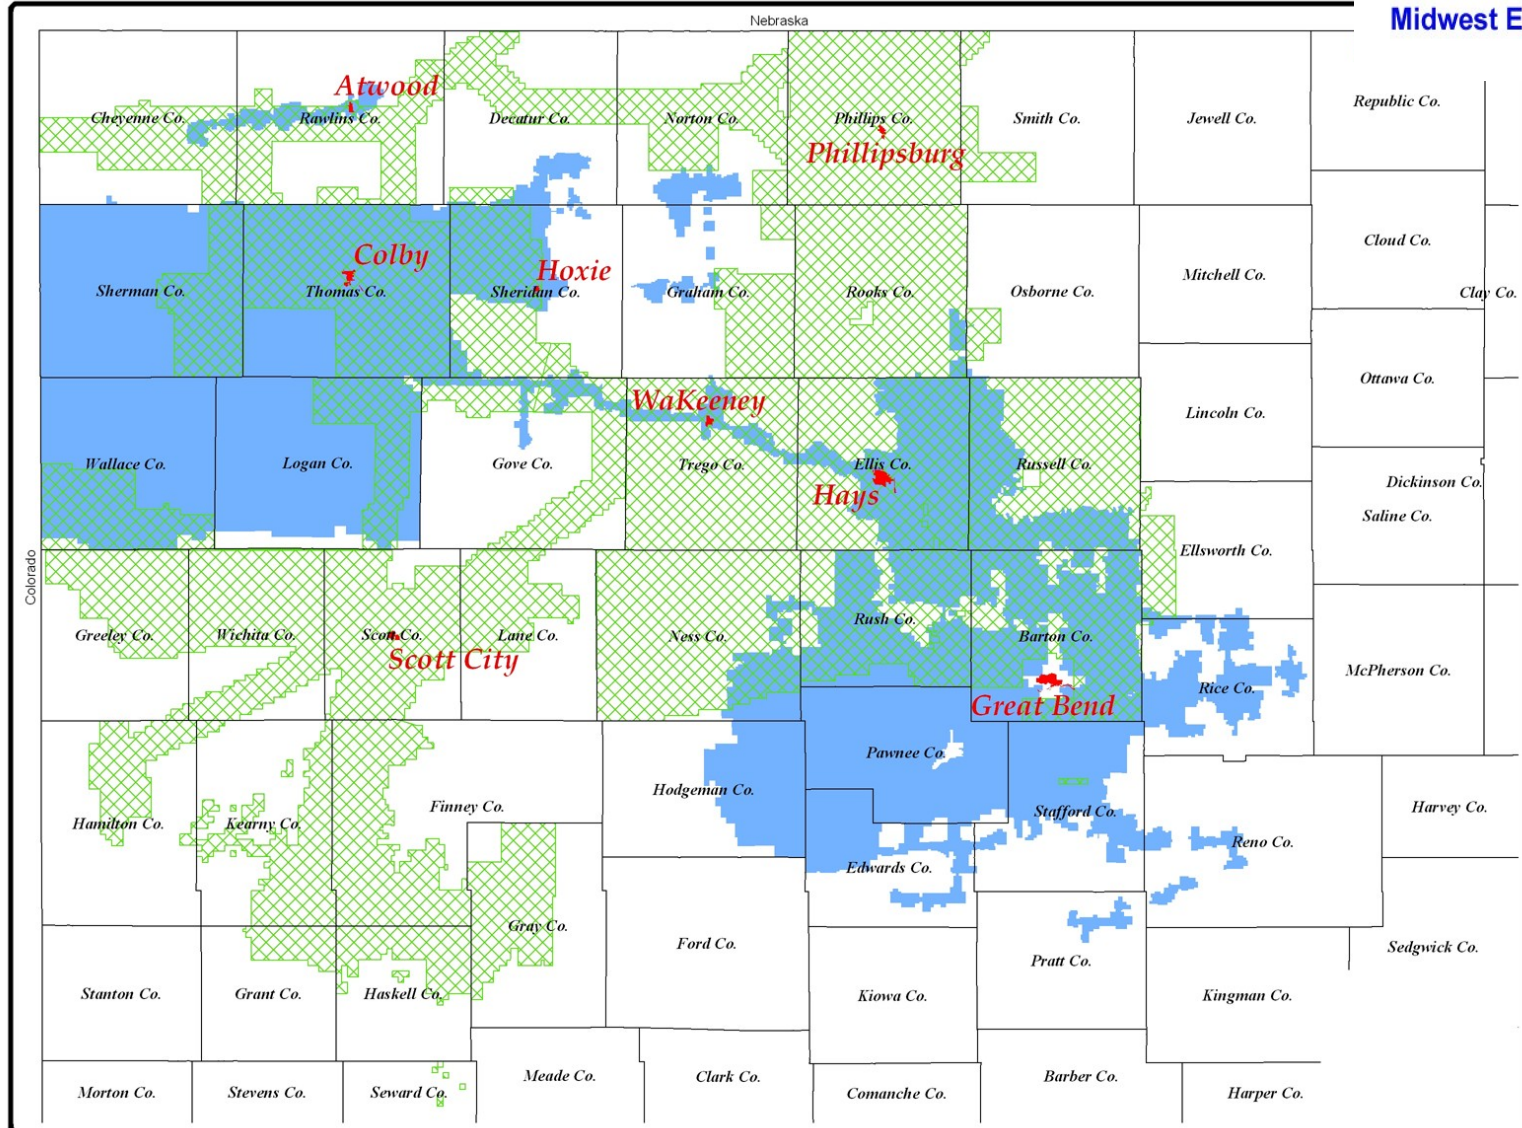 Nebraska
Midwest E
Atwood
Cheyenne Co.
Rawlins Co.
Decatur Co.
Norton Co.
Phillips Co.
Smith Co.
Jewell Co.
Republic Co.
Phillipsburg
Colby
Hoxie
Sherman Co.
Thomas Co.
Sheridan Co.
Graham Co.
Rooks Co.
Osborne Co.
Mitchell Co.
Cloud Co.
Clay Co.
WaKeeney
Ottawa Co.
Lincoln Co.
Wallace Co.
Logan Co.
Gove Co.
Trego Co.
Ellis Co.
Russell Co.
Hays
Dickinson Co.
Saline Co.
Ellsworth Co.
Colorado
Greeley Co.
Wichita Co.
Scott Co.
Lane Co.
Ness Co.
Rush Co.
Barton Co.
Scott City
McPherson Co.
Rice Co.
Great Bend
Pawnee Co.
Hodgeman Co.
Finney Co.
Stafford Co.
Harvey Co.
Hamilton Co.
Kearny Co.
Reno Co.
Edwards Co.
Gray Co.
Ford Co.
Sedgwick Co.
Pratt Co.
Stanton Co.
Grant Co.
Haskell Co.
Kiowa Co.
Kingman Co.
Meade Co.
Clark Co.
Barber Co.
Morton Co.
Stevens Co.
Seward Co.
Comanche Co.
Harper Co.